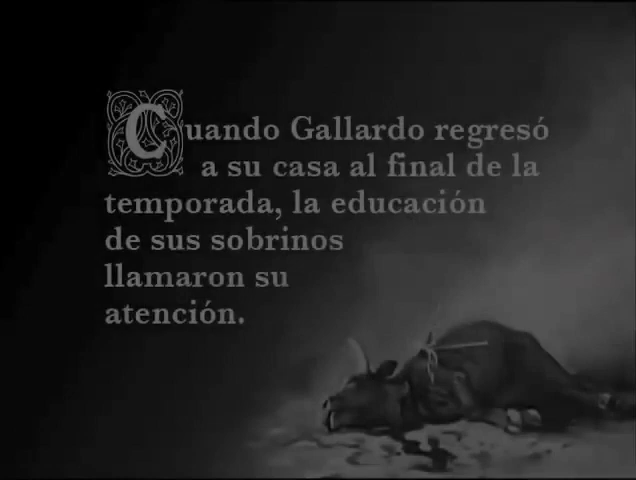 Cuando Gallardo regresó
a su casa al final de la
temporada, la educación
de sus sobrinos
llamaron su
atención.